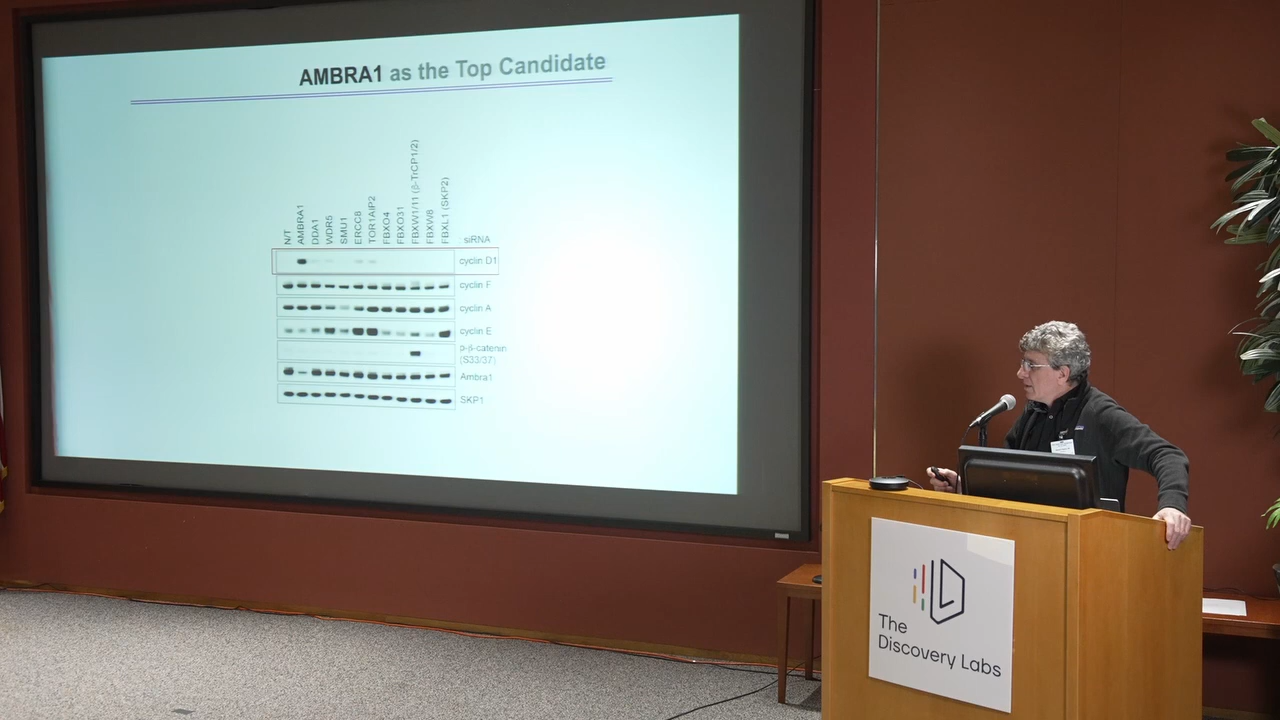 AMBRA1 as the Top Candidate
N/T
AMBRA1
DDA1
WDR5
SMU1
ERCC8
TOR1AIP2
FBXO4
FBXO31
FBXW1/11 (β-TrCP1/2)
FBXW8
FBXL1 (SKP2)
siRNA
cyclin D1
cyclin F
cyclin A
cyclin E
p-β-catenin
(S33/37)
Ambra1
SKP1
The
Discovery Labs